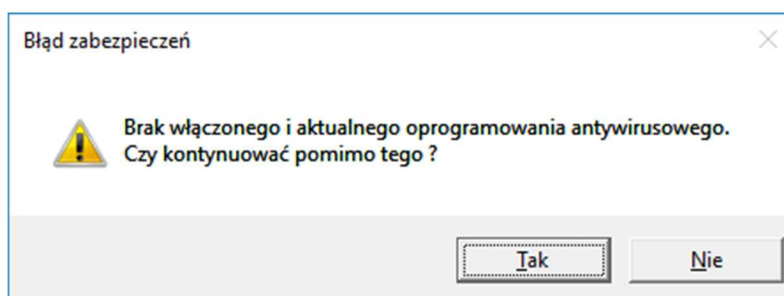 Błąd zabezpieczeń
Brak włączonego i aktualnego oprogramowania antywirusowego.
Czy kontynuować pomimo tego ?
Tak
Nie